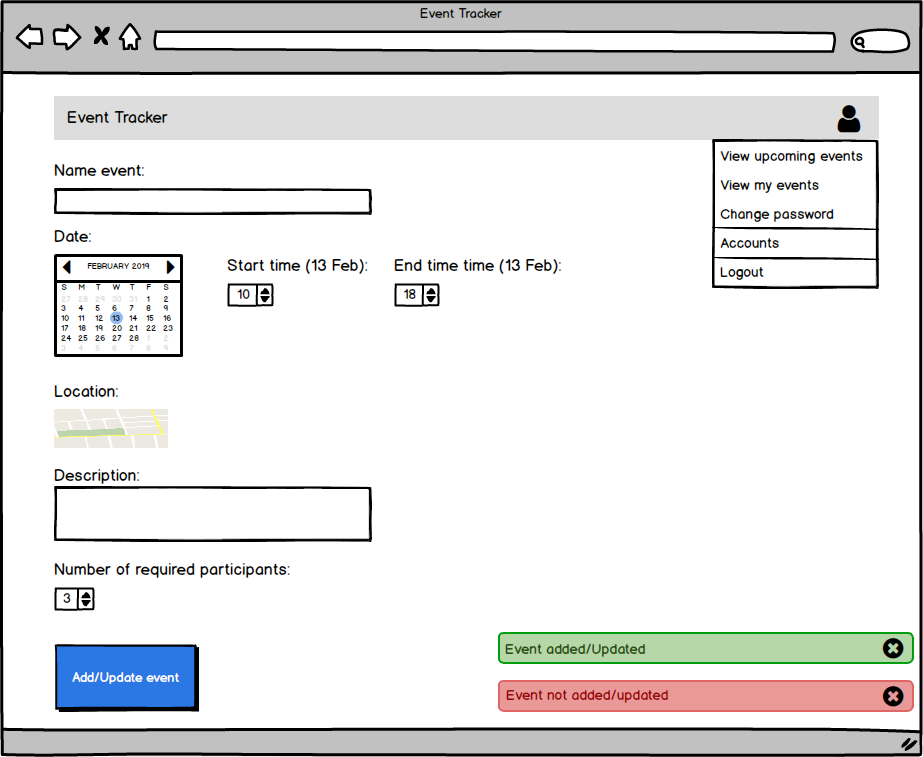 Event Tracker
Event Tracker
View upcoming events
View my events
Change password
Accounts
Logout
Name event:
Date:
FEBRUARY 2019
S M T W T F S
27 28 29 30 31 1 2
3 4 5 6 7 8 9
10 11 12 13 14 15 16
17 18 19 20 21 22 23
24 25 26 27 28 1 2
3 4 5 6 7 8 9
Start time (13 Feb):
10
End time time (13 Feb):
18
Location:
Description:
Number of required participants:
3
Add/Update event
Event added/Updated
Event not added/updated